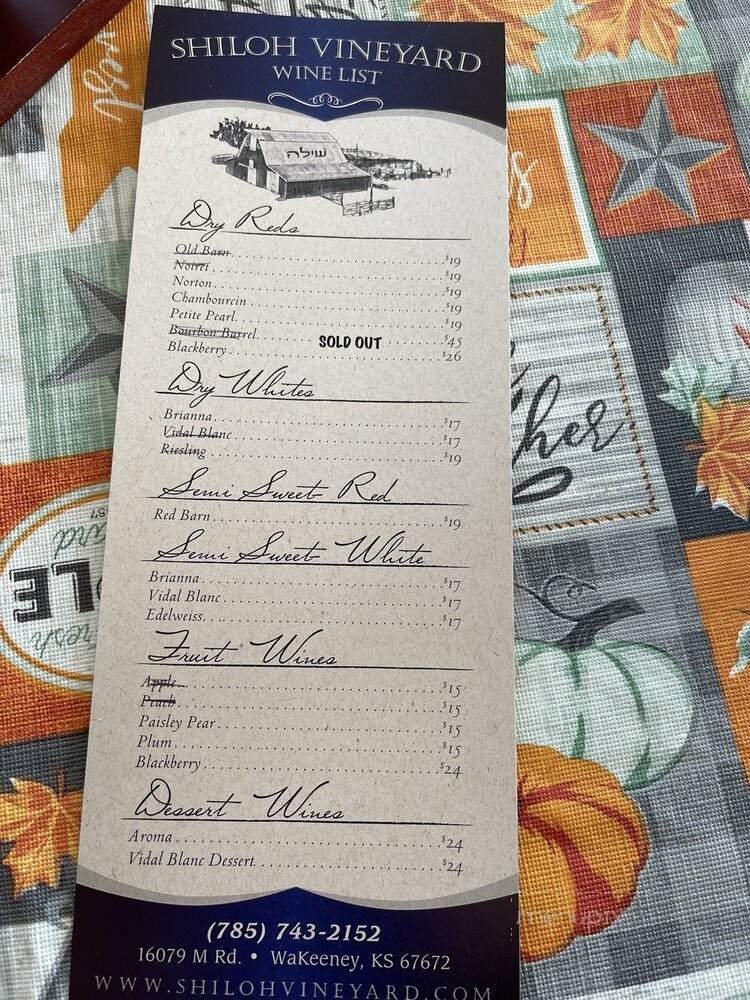 SHILOH VINEYARD
WINE LIST
שילה
Dry Reds
Old Barn $19
Noiret $19
Norton $19
Chambourcin $19
Petite Pearl $19
Bourbon Barrel SOLD OUT $45
Blackberry $26
Dry Whites
Brianna $17
Vidal Blanc $17
Riesling $19
Semi Sweet Red
Red Barn $19
Semi Sweet White
Brianna $17
Vidal Blanc $17
Edelweiss $17
Fruit Wines
Apple $15
Peach $15
Paisley Pear $15
Plum $15
Blackberry $24
Dessert Wines
Aroma $24
Vidal Blanc Dessert $24
(785) 743-2152
16079 M Rd. • WaKeeney, KS 67672
WWW.SHILOHVINEYARD.COM